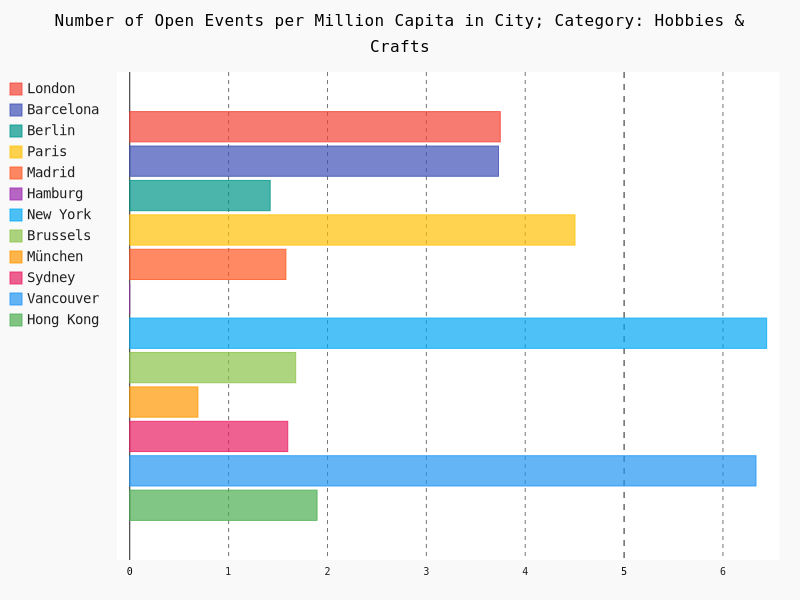 Number of Open Events per Million Capita in City; Category: Hobbies &
Crafts
London
Barcelona
Berlin
Paris
Madrid
Hamburg
New York
Brussels
München
Sydney
Vancouver
Hong Kong
0 1 2 3 4 5 6